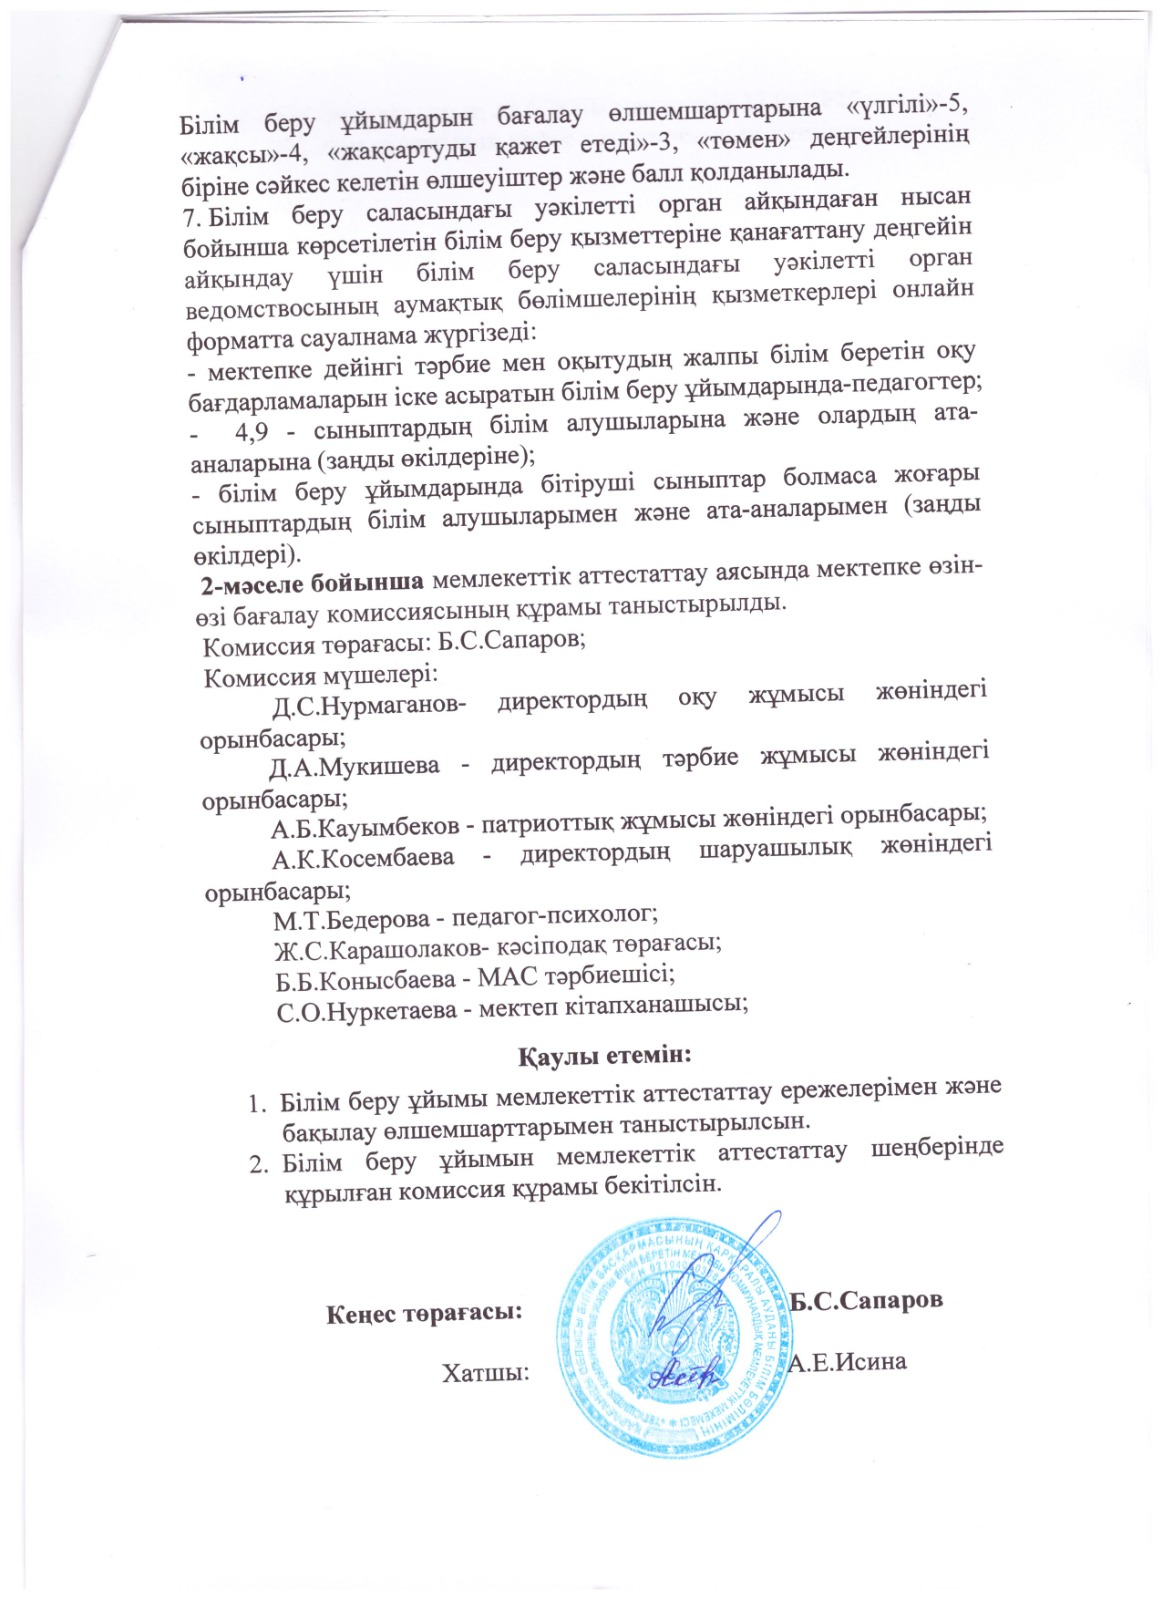 Білім беру ұйымдарын бағалау өлшемшарттарына «үлгілі»-5,
«жақсы»-4, «жақсартуды қажет етеді»-3, «төмен» деңгейлерінің
біріне сәйкес келетін өлшеуіштер және балл қолданылады.
7. Білім беру саласындағы уәкілетті орган айқындаған нысан
бойынша көрсетілетін білім беру қызметтеріне қанағаттану деңгейін
айқындау үшін білім беру саласындағы уәкілетті орган
ведомствосының аумақтық бөлімшелерінің қызметкерлері онлайн
форматта сауалнама жүргізеді:
- мектепке дейінгі тәрбие мен оқытудың жалпы білім беретін оқу
бағдарламаларын іске асыратын білім беру ұйымдарында-педагогтер;
- 4,9 - сыныптардың білім алушыларына және олардың ата-
аналарына (заңды өкілдеріне);
- білім беру ұйымдарында бітіруші сыныптар болмаса жоғары
сыныптардың білім алушыларымен және ата-аналарымен (заңды
өкілдері).
2-мәселе бойынша мемлекеттік аттестаттау аясында мектепке өзін-
өзі бағалау комиссиясының құрамы таныстырылды.
Комиссия төрағасы: Б.С.Сапаров;
Комиссия мүшелері:
Д.С.Нурмаганов- директордың оқу жұмысы жөніндегі
орынбасары;
Д.А.Мукишева - директордың тәрбие жұмысы жөніндегі
орынбасары;
А.Б.Кауымбеков - патриоттық жұмысы жөніндегі орынбасары;
А.К.Косембаева - директордың шаруашылық жөніндегі
орынбасары;
М.Т.Бедерова - педагог-психолог;
Ж.С.Карашолаков- кәсіподақ төрағасы;
Б.Б.Конысбаева - МАС тәрбиешісі;
С.О.Нуркетаева - мектеп кітапханашысы;
Қаулы етемін:
1. Білім беру ұйымы мемлекеттік аттестаттау ережелерімен және
бақылау өлшемшарттарымен таныстырылсын.
2. Білім беру ұйымын мемлекеттік аттестаттау шеңберінде
құрылған комиссия құрамы бекітілсін.
Кеңес төрағасы: Б.С.Сапаров
Хатшы: А.Е.Исина
ҚАРАҒАНДЫ ОБЛЫСЫ БІЛІМ БАСҚАРМАСЫНЫҢ ҚАРҚАРАЛЫ АУДАНЫ БІЛІМ БӨЛІМІНІҢ